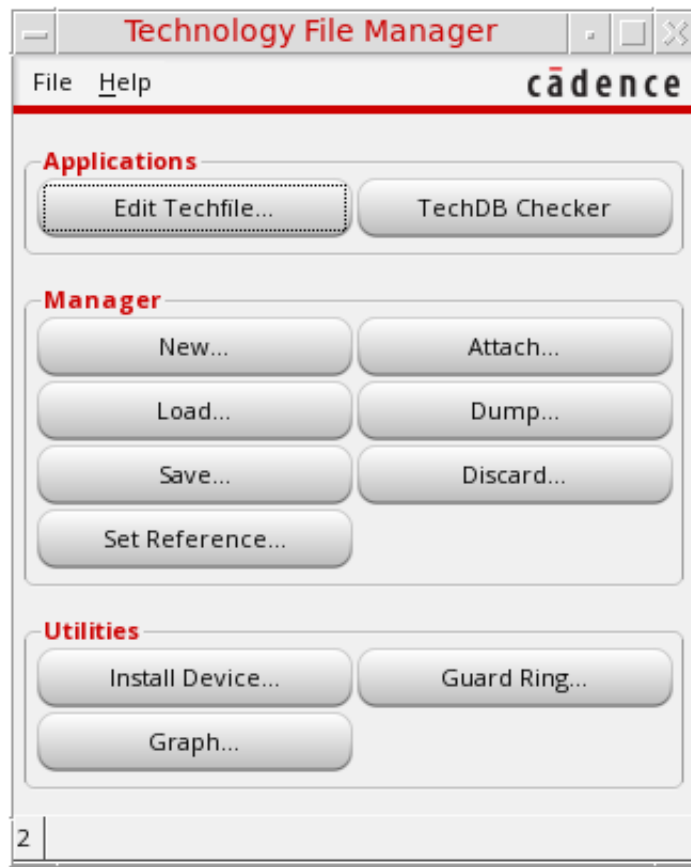 Technology File Manager
File Help cādence
Applications
Edit Techfile... TechDB Checker
Manager
New... Attach...
Load... Dump...
Save... Discard...
Set Reference...
Utilities
Install Device... Guard Ring...
Graph...
2